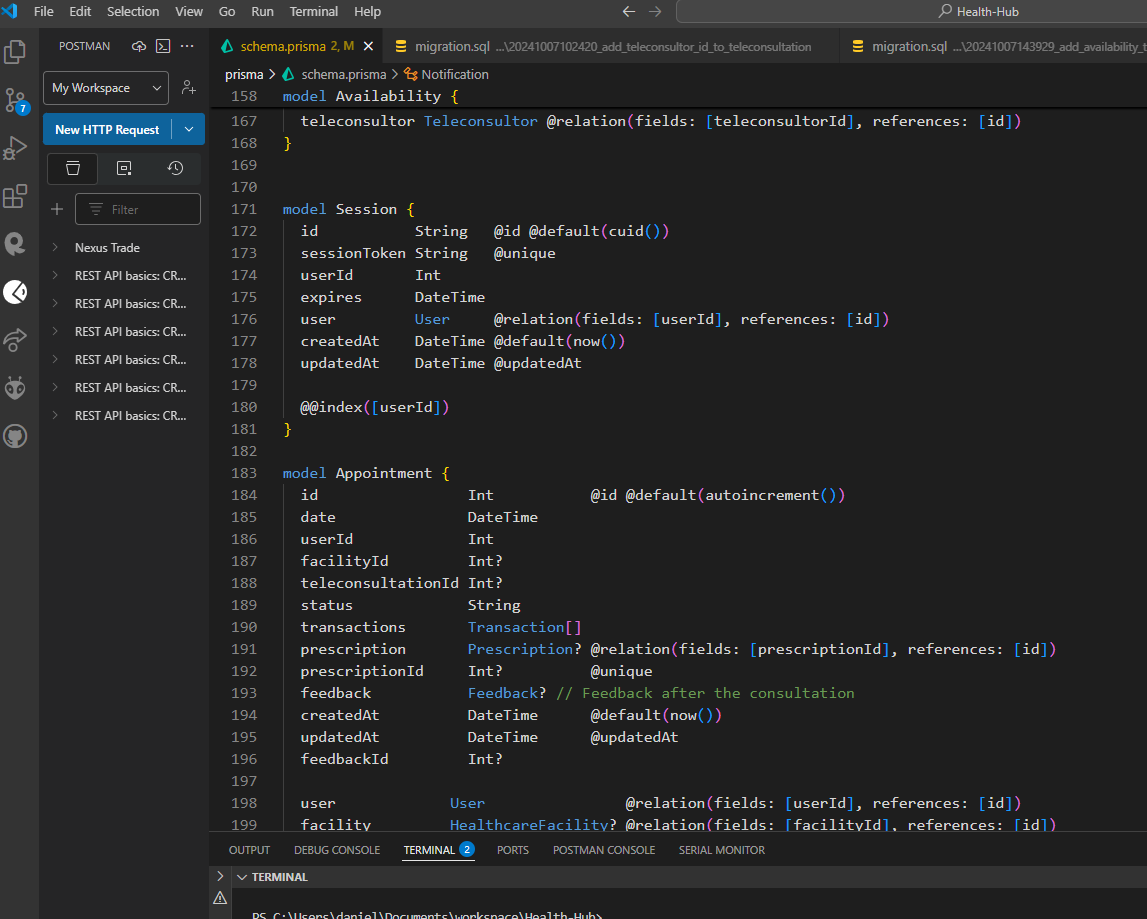 File Edit Selection View Go Run Terminal Help Health-Hub
POSTMAN
schema.prisma 2, M migration.sql ...\20241007102420_add_teleconsultor_id_to_teleconsultation migration.sql ...\20241007143929_add_availability_t
prisma > schema.prisma > Notification
My Workspace
7
New HTTP Request
Filter
Nexus Trade
REST API basics: CR...
REST API basics: CR...
REST API basics: CR...
REST API basics: CR...
REST API basics: CR...
REST API basics: CR...
158 model Availability {
167 teleconsultor Teleconsultor @relation(fields: [teleconsultorId], references: [id])
168 }
169
170
171 model Session {
172 id String @id @default(cuid())
173 sessionToken String @unique
174 userId Int
175 expires DateTime
176 user User @relation(fields: [userId], references: [id])
177 createdAt DateTime @default(now())
178 updatedAt DateTime @updatedAt
179
180 @@index([userId])
181 }
182
183 model Appointment {
184 id Int @id @default(autoincrement())
185 date DateTime
186 userId Int
187 facilityId Int?
188 teleconsultationId Int?
189 status String
190 transactions Transaction[]
191 prescription Prescription? @relation(fields: [prescriptionId], references: [id])
192 prescriptionId Int? @unique
193 feedback Feedback? // Feedback after the consultation
194 createdAt DateTime @default(now())
195 updatedAt DateTime @updatedAt
196 feedbackId Int?
197
198 user User @relation(fields: [userId], references: [id])
199 facility HealthcareFacility? @relation(fields: [facilityId], references: [id])
OUTPUT DEBUG CONSOLE TERMINAL 2 PORTS POSTMAN CONSOLE SERIAL MONITOR
TERMINAL
PS C:\Users\daniel\Documents\workspace\Health-Hub>